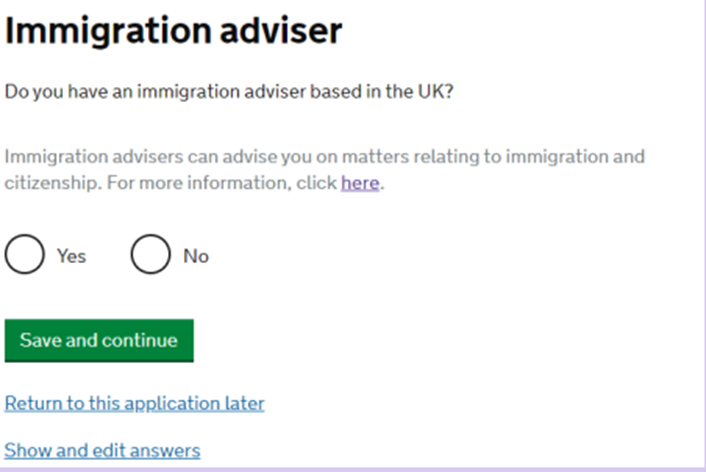 Immigration adviser
Do you have an immigration adviser based in the UK?
Immigration advisers can advise you on matters relating to immigration and
citizenship. For more information, click here.
Yes No
Save and continue
Return to this application later
Show and edit answers